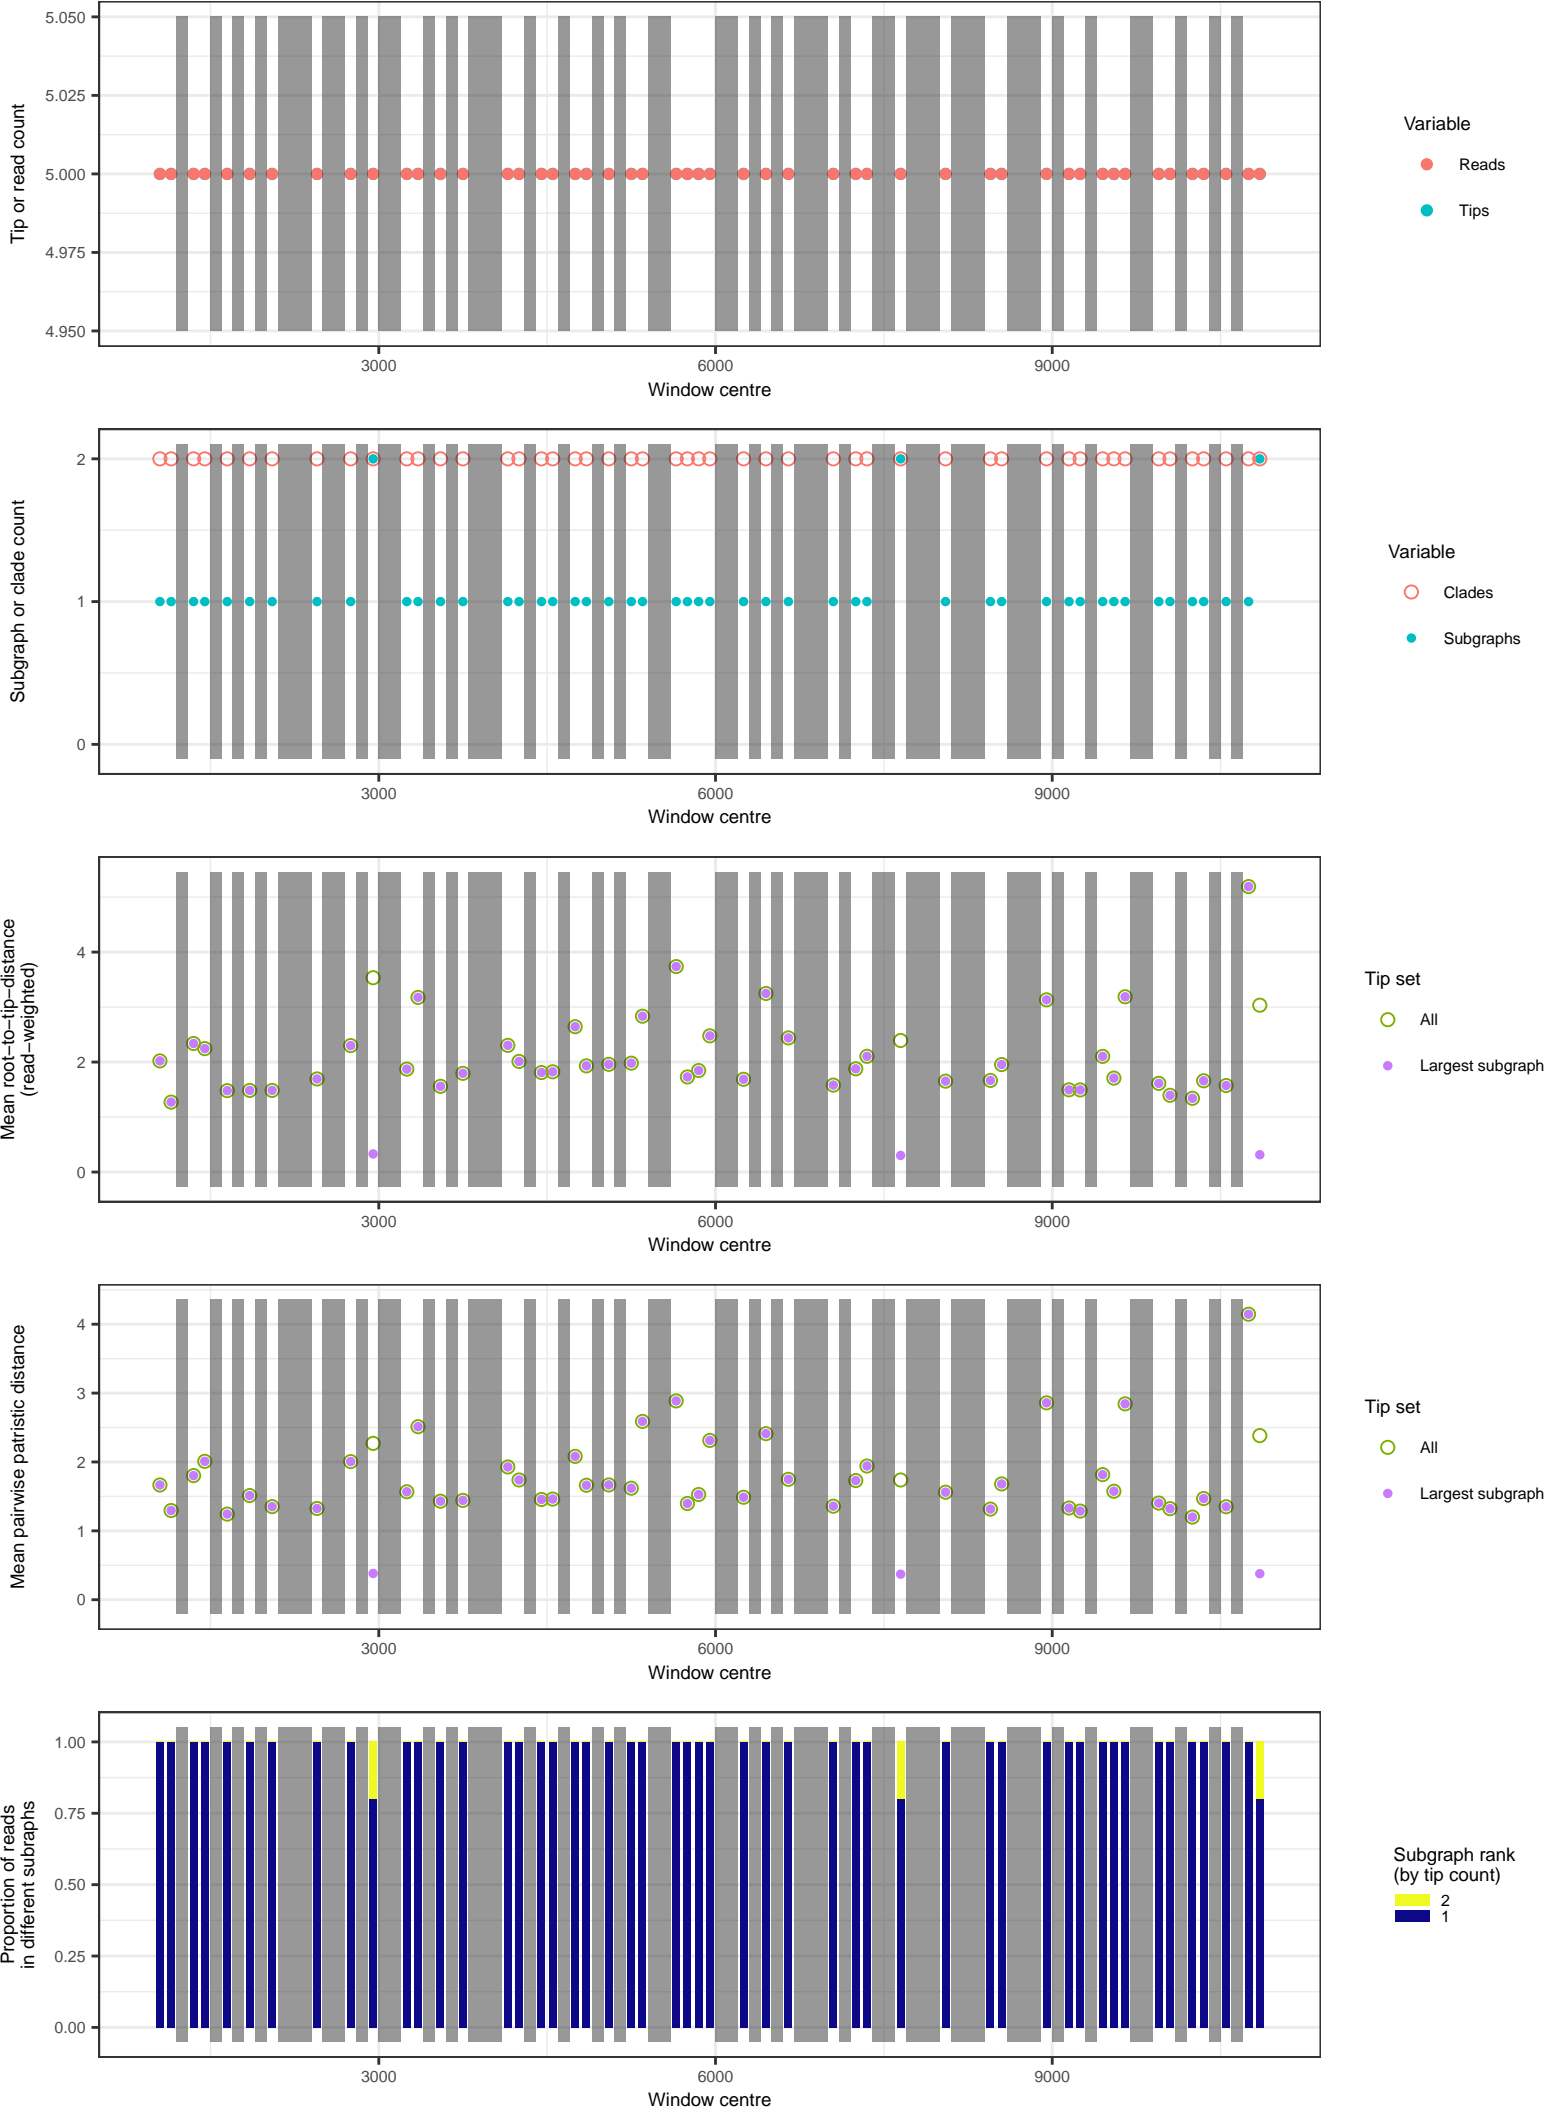 5.050
5.025
5.000
4.975
4.950
Tip or read count
3000
6000
9000
Window centre
Variable
Reads
Tips
2
1
0
Subgraph or clade count
3000
6000
9000
Window centre
Variable
Clades
Subgraphs
4
2
0
Mean root−to−tip−distance
(read−weighted)
3000
6000
9000
Window centre
Tip set
All
Largest subgraph
4
3
2
1
0
Mean pairwise patristic distance
3000
6000
9000
Window centre
Tip set
All
Largest subgraph
1.00
0.75
0.50
0.25
0.00
Proportion of reads
in different subraphs
3000
6000
9000
Window centre
Subgraph rank
(by tip count)
2
1